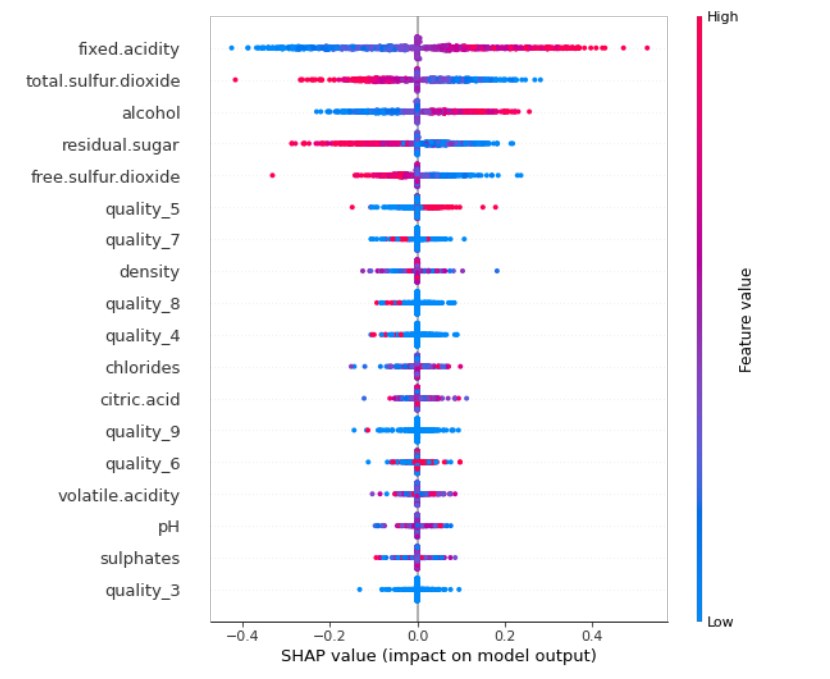 High
fixed.acidity
total.sulfur.dioxide
alcohol
residual.sugar
free.sulfur.dioxide
quality_5
quality_7
density
quality_8
quality_4
chlorides
citric.acid
quality_9
quality_6
volatile.acidity
pH
sulphates
quality_3
Feature value
Low
−0.4 −0.2 0.0 0.2 0.4
SHAP value (impact on model output)